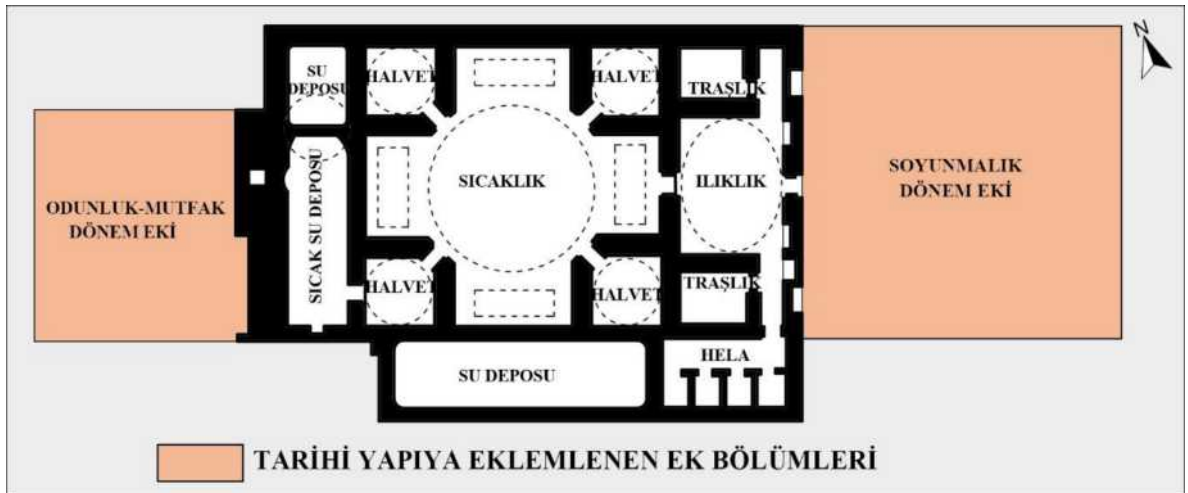 N
SU
DEPOSU
HALVET
HALVET
TRAŞLIK
SICAKLIK
ILIKLIK
SOYUNMALIK
DÖNEM EKİ
ODUNLUK-MUTFAK
DÖNEM EKİ
SICAK SU DEPOSU
HALVET
HALVET
TRAŞLIK
SU DEPOSU
HELA
TARİHİ YAPIYA EKLEMLENEN EK BÖLÜMLERİ